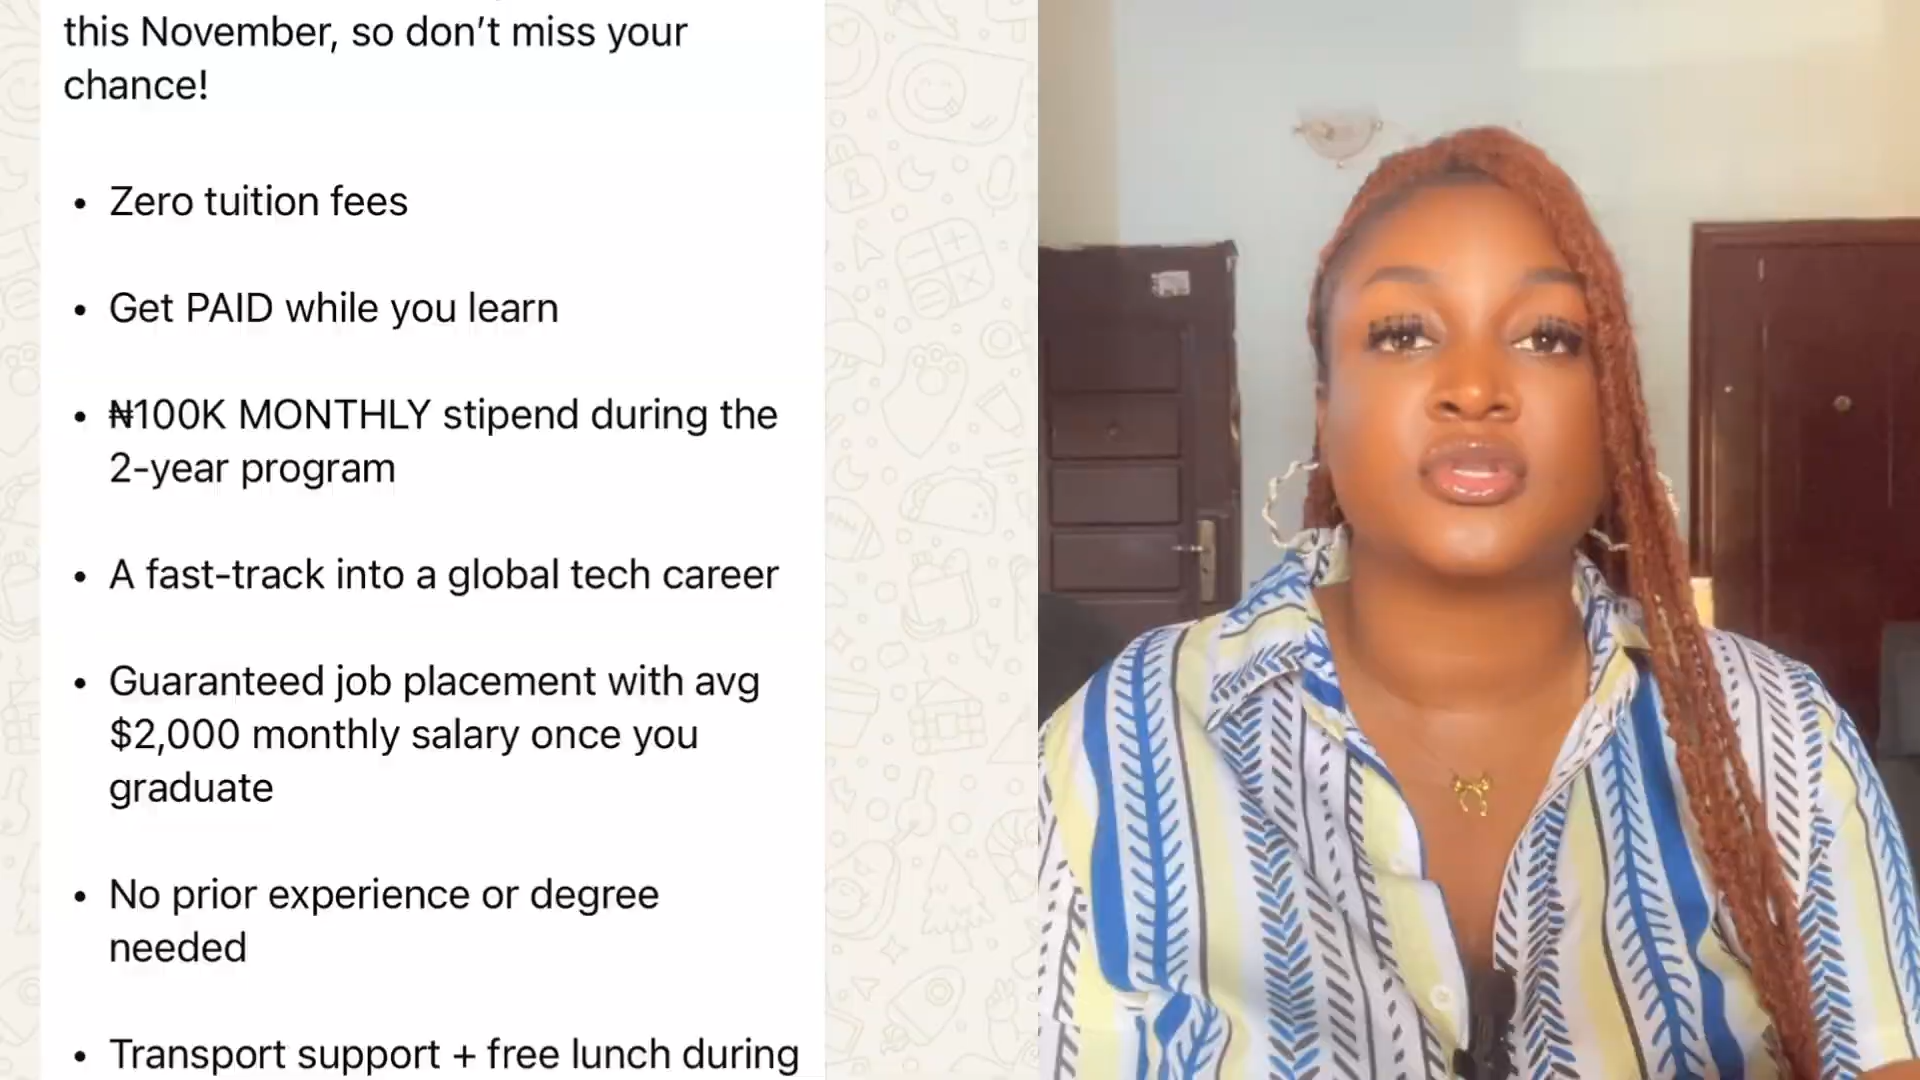 this November, so don't miss your
chance!
• Zero tuition fees
• Get PAID while you learn
• ₦100K MONTHLY stipend during the
2-year program
• A fast-track into a global tech career
• Guaranteed job placement with avg
$2,000 monthly salary once you
graduate
• No prior experience or degree
needed
• Transport support + free lunch during